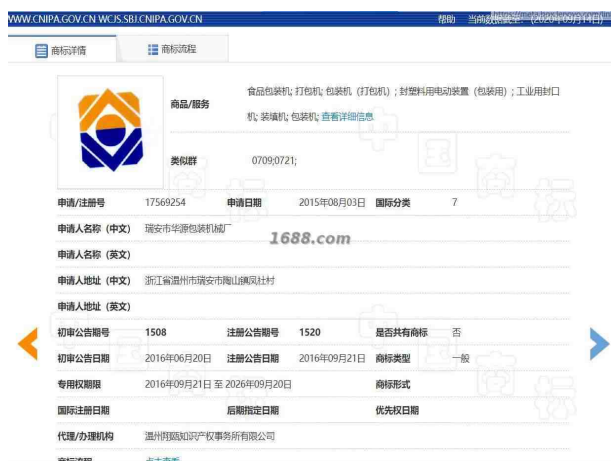 WWW.CNIPA.GOV.CN WCJS.SBJ.CNIPA.GOV.CN 帮助
商标详情 商标流程
商品/服务 食品包装机; 打包机; 包装机（打包机）; 封塑料用电动装置（包装用）; 工业用封口
机; 装填机; 包装机; 查看详细信息
类似群 0709;0721;
申请/注册号 17569254 申请日期 2015年08月03日 国际分类 7
申请人名称（中文） 瑞安市华源包装机械厂
1688.com
申请人名称（英文）
申请人地址（中文） 浙江省温州市瑞安市陶山镇凤社村
申请人地址（英文）
初审公告期号 1508 注册公告期号 1520 是否共有商标 否
初审公告日期 2016年06月20日 注册公告日期 2016年09月21日 商标类型 一般
专用权期限 2016年09月21日 至 2026年09月20日 商标形式
国际注册日期 后期指定日期 优先权日期
代理/办理机构 温州翔瓯知识产权事务所有限公司
商标流程 点击查看